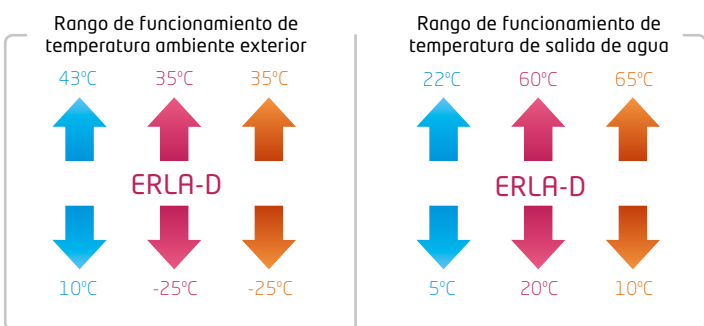 Rango de funcionamiento de
temperatura ambiente exterior
43ºC 35ºC 35ºC
ERLA-D
10ºC -25ºC -25ºC
Rango de funcionamiento de
temperatura de salida de agua
22ºC 60ºC 65ºC
ERLA-D
5ºC 20ºC 10ºC